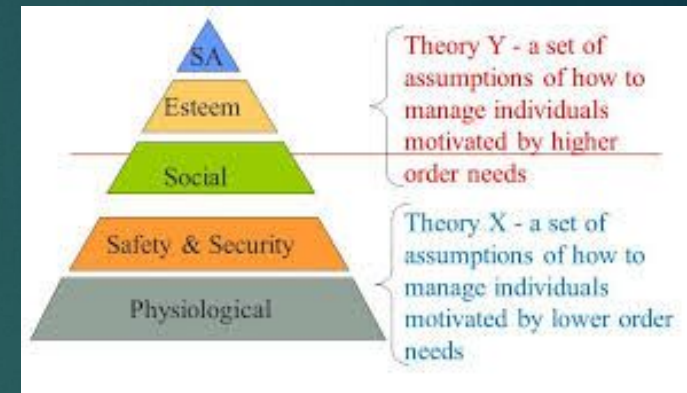 SA
Esteem
Social
Safety & Security
Physiological
Theory Y - a set of
assumptions of how to
manage individuals
motivated by higher
order needs
Theory X - a set of
assumptions of how to
manage individuals
motivated by lower order
needs